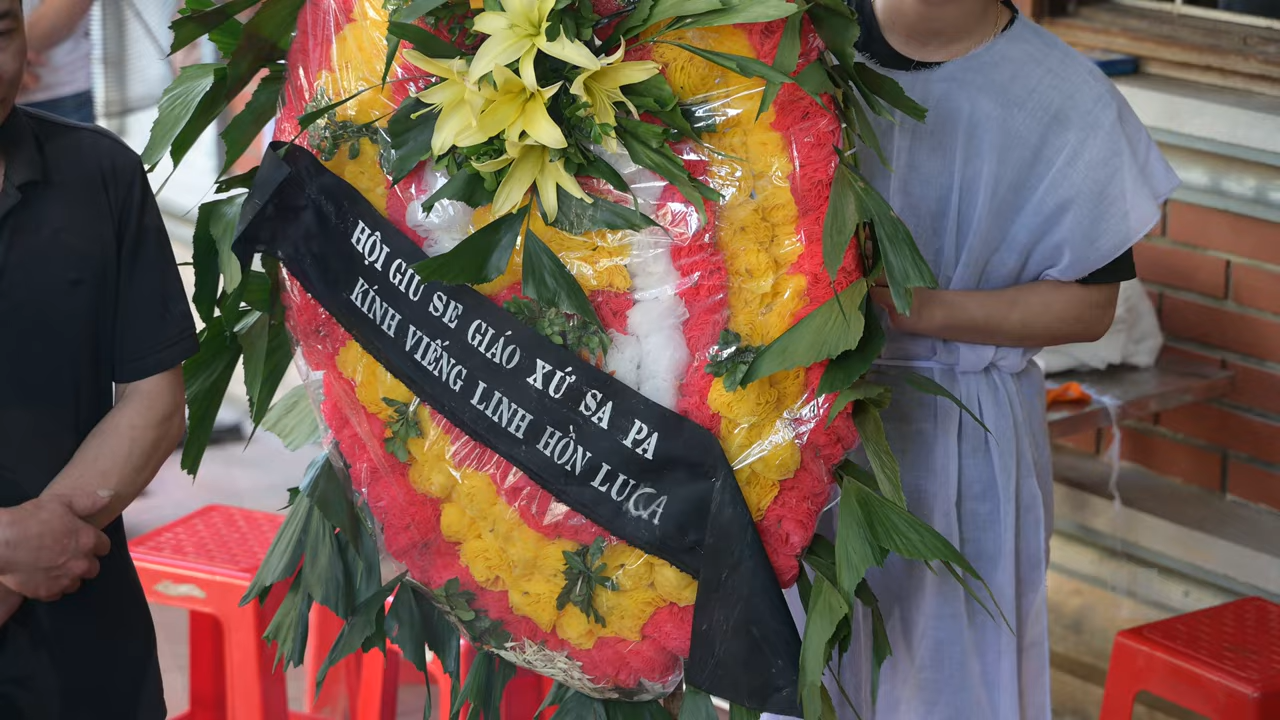 HỘI GIU SE GIÁO XỨ SA PA
KÍNH VIẾNG LINH HỒN LUCA